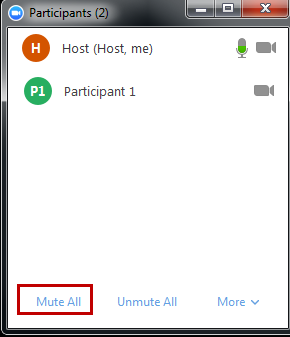 Participants (2)
H Host (Host, me)
P1 Participant 1
Mute All Unmute All More